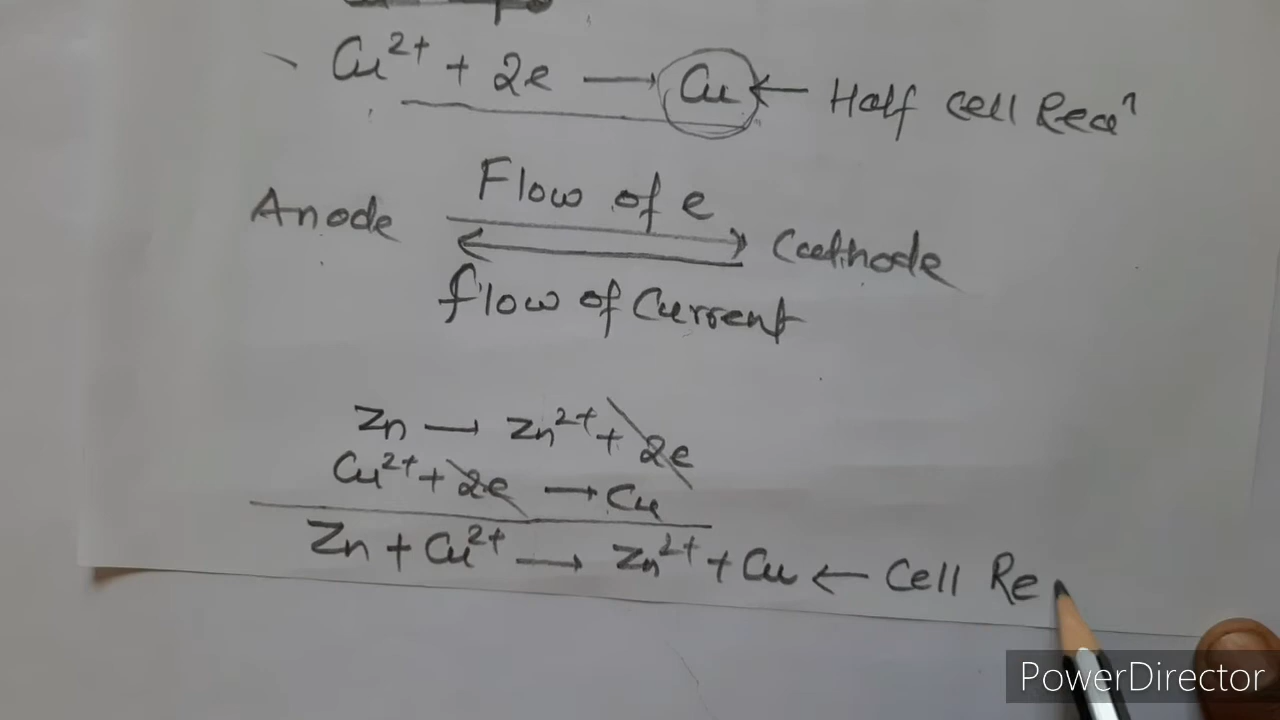 Cu²⁺ + 2e → Cu ← Half Cell Reaⁿ
Flow of e
Anode ⇄ Cathode
flow of Current
Zn → Zn²⁺ + 2e
Cu²⁺ + 2e → Cu
Zn + Cu²⁺ → Zn²⁺ + Cu ← Cell Re
PowerDirector